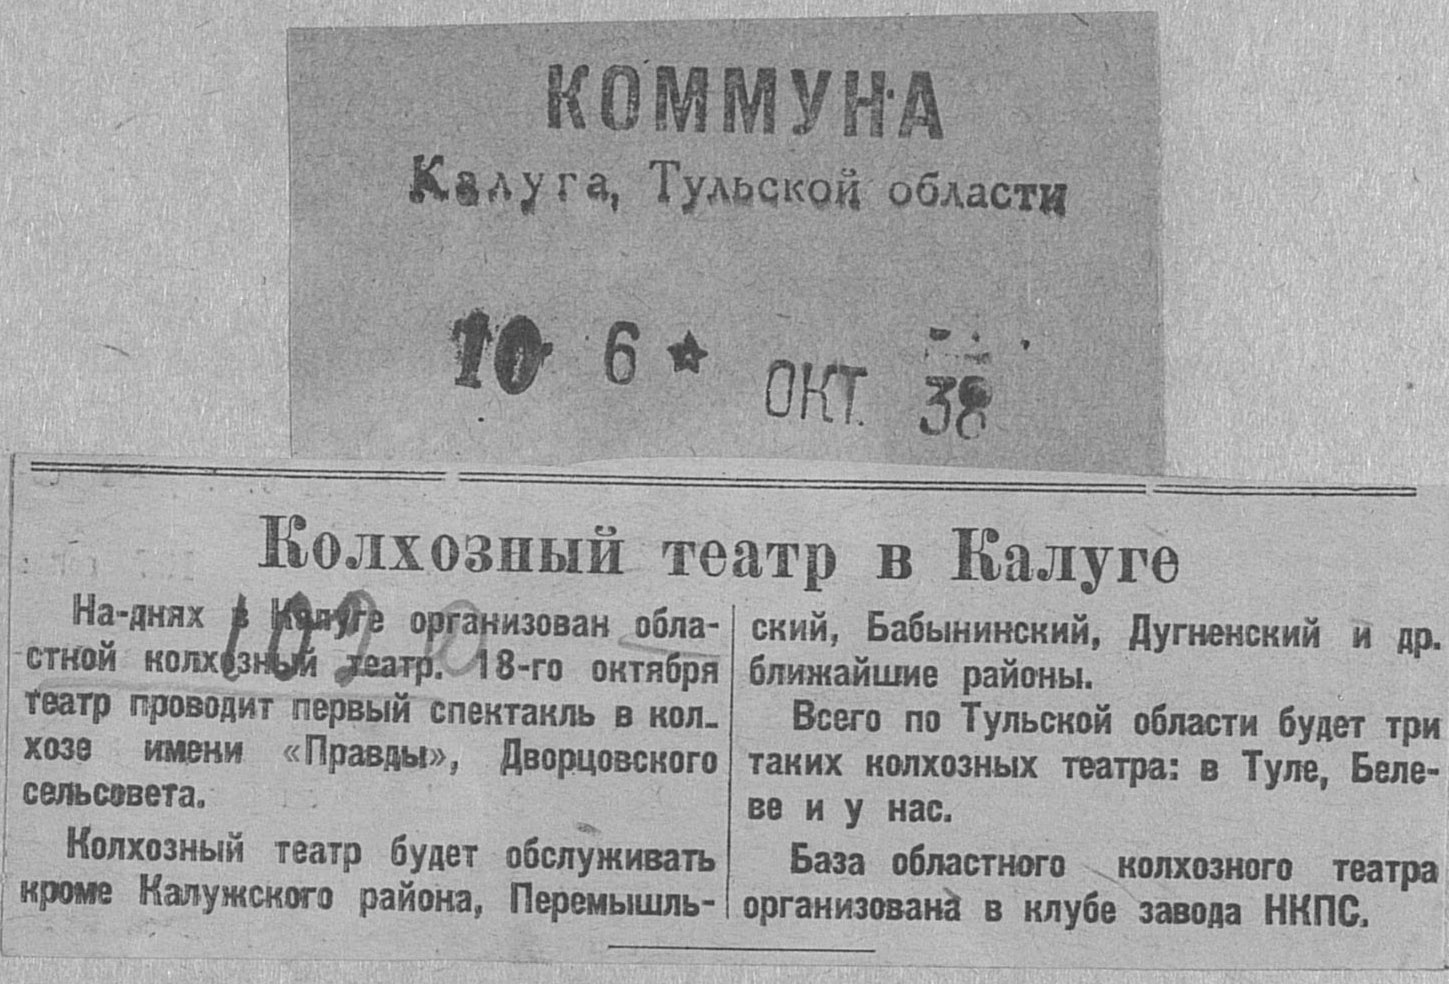 КОММУНА
Калуга, Тульской области
10 6 ★ ОКТ. 38
Колхозный театр в Калуге
На-днях в Калуге организован обла-
стной колхозный театр. 18-го октября
театр проводит первый спектакль в кол-
хозе имени «Правды», Дворцовского
сельсовета.
Колхозный театр будет обслуживать
кроме Калужского района, Перемышль-
ский, Бабынинский, Дугненский и др.
ближайшие районы.
Всего по Тульской области будет три
таких колхозных театра: в Туле, Беле-
ве и у нас.
База областного колхозного театра
организована в клубе завода НКПС.